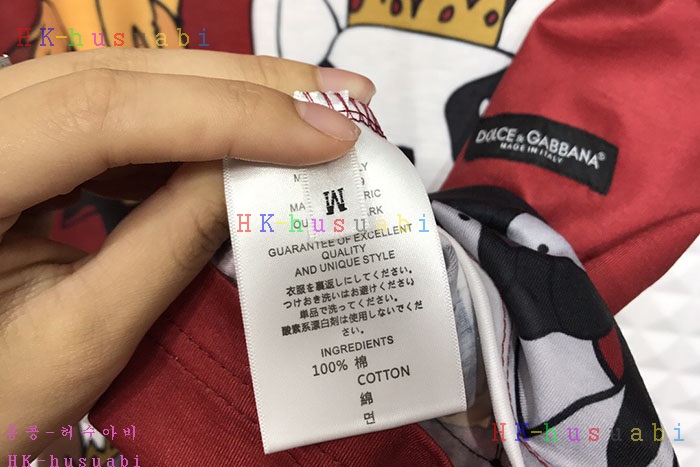 HK-husuabi
DOLCE & GABBANA®
MADE IN ITALY
M
HK-husuabi
GUARANTEE OF EXCELLENT
QUALITY
AND UNIQUE STYLE
衣服を裏返しにしてください。
つけおき洗いはお避けください。
単品で洗ってください。
酸素系漂白剤は使用しないでく
ださい。
INGREDIENTS
100% 棉
COTTON
綿
면
홍콩-허수아비
HK-husuabi
HK-husuabi